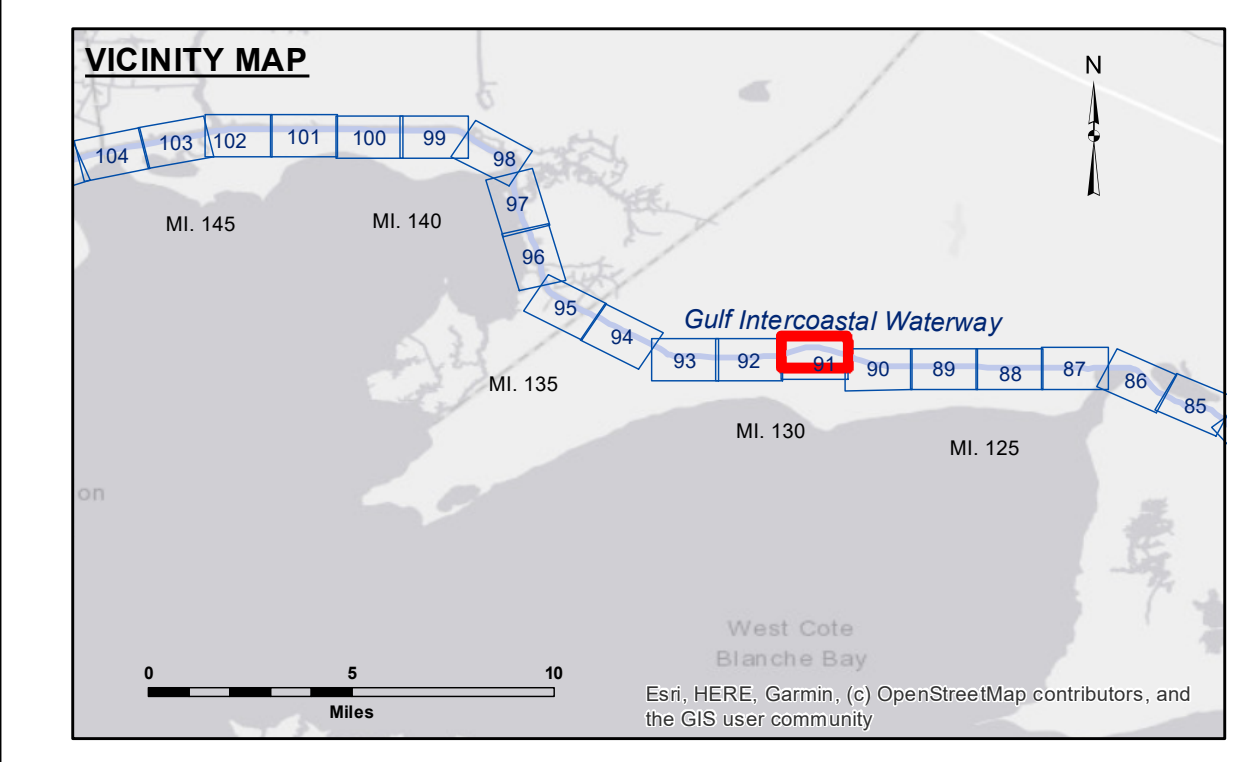 VICINITY MAP
N
104
103
102
101
100
99
98
97
96
95
94
93
92
91
90
89
88
87
86
85
MI. 145
MI. 140
Gulf Intercoastal Waterway
MI. 135
MI. 130
MI. 125
on
West Cote
Blanche Bay
0 5 10
Miles
Esri, HERE, Garmin, (c) OpenStreetMap contributors, and
the GIS user community